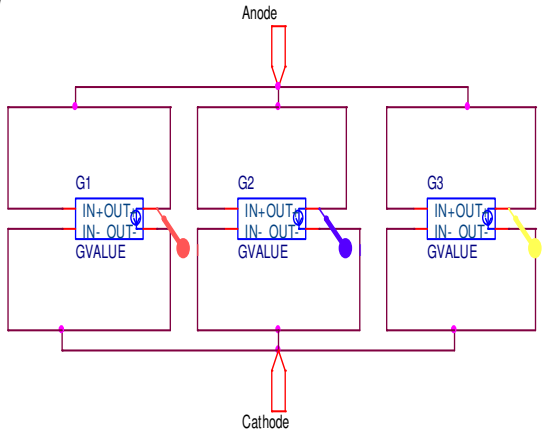 Anode
G1
G2
G3
IN+OUT+
IN- OUT-
GVALUE
IN+OUT+
IN- OUT-
GVALUE
IN+OUT+
IN- OUT-
GVALUE
Cathode